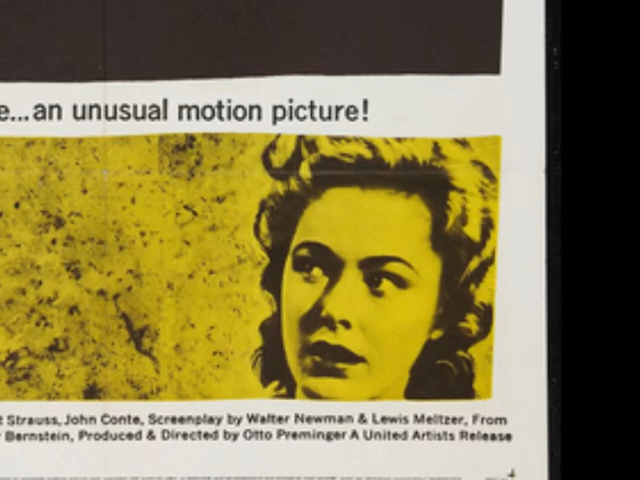 e...an unusual motion picture!
t Strauss, John Conte, Screenplay by Walter Newman & Lewis Meltzer, From
Bernstein, Produced & Directed by Otto Preminger A United Artists Release